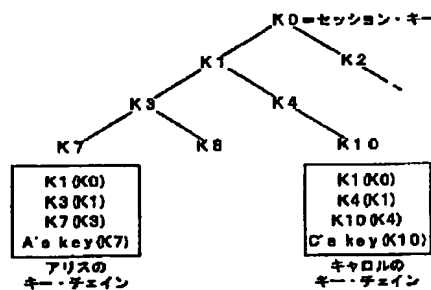 K0=セッション・キー
K1
K2
K3
K4
K7
K8
K10
K1(K0)
K3(K1)
K7(K3)
A's key(K7)
アリスの
キー・チェイン
K1(K0)
K4(K1)
K10(K4)
C's key(K10)
キャロルの
キー・チェイン